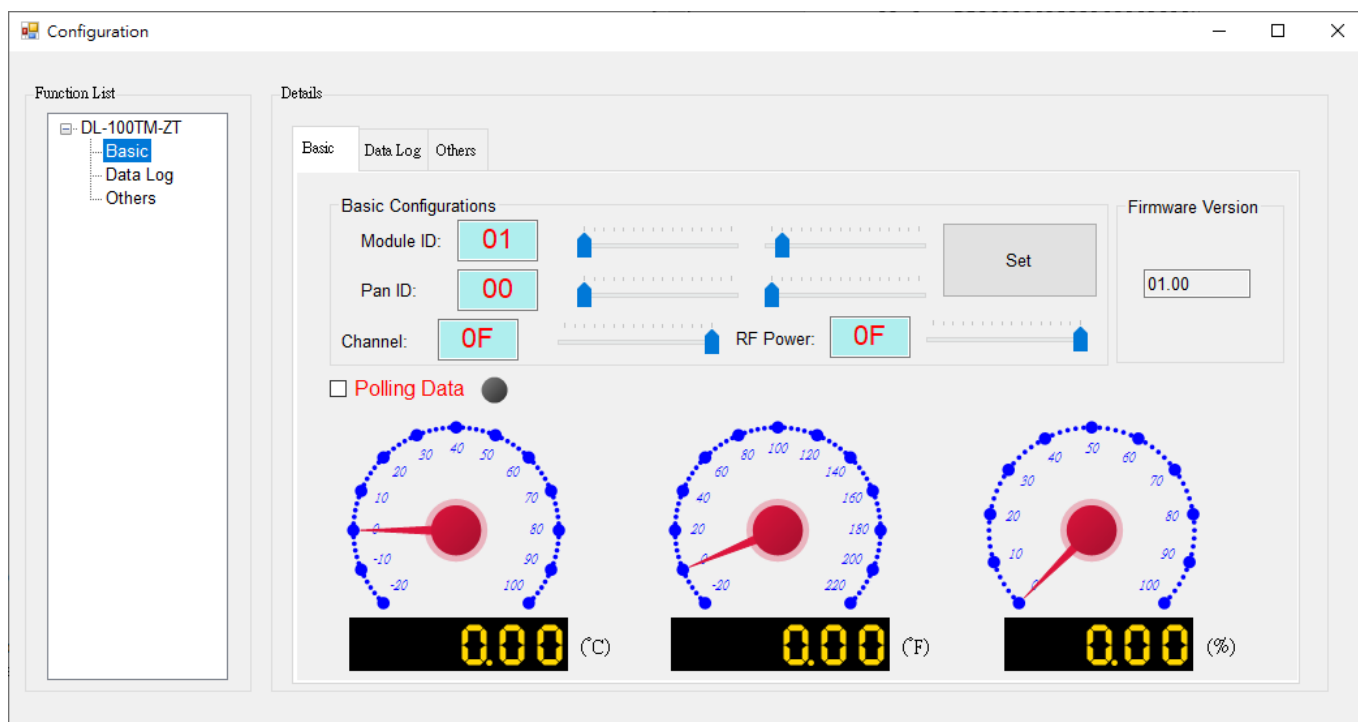 Configuration
Function List
DL-100TM-ZT
Basic
Data Log
Others
Details
Basic Data Log Others
Basic Configurations
Module ID: 01
Pan ID: 00
Channel: 0F
RF Power: 0F
Set
Firmware Version
01.00
Polling Data
-20 -10 0 10 20 30 40 50 60 70 80 90 100
0.00 (°C)
-20 0 20 40 60 80 100 120 140 160 180 200 220
0.00 (°F)
0 10 20 30 40 50 60 70 80 90 100
0.00 (%)